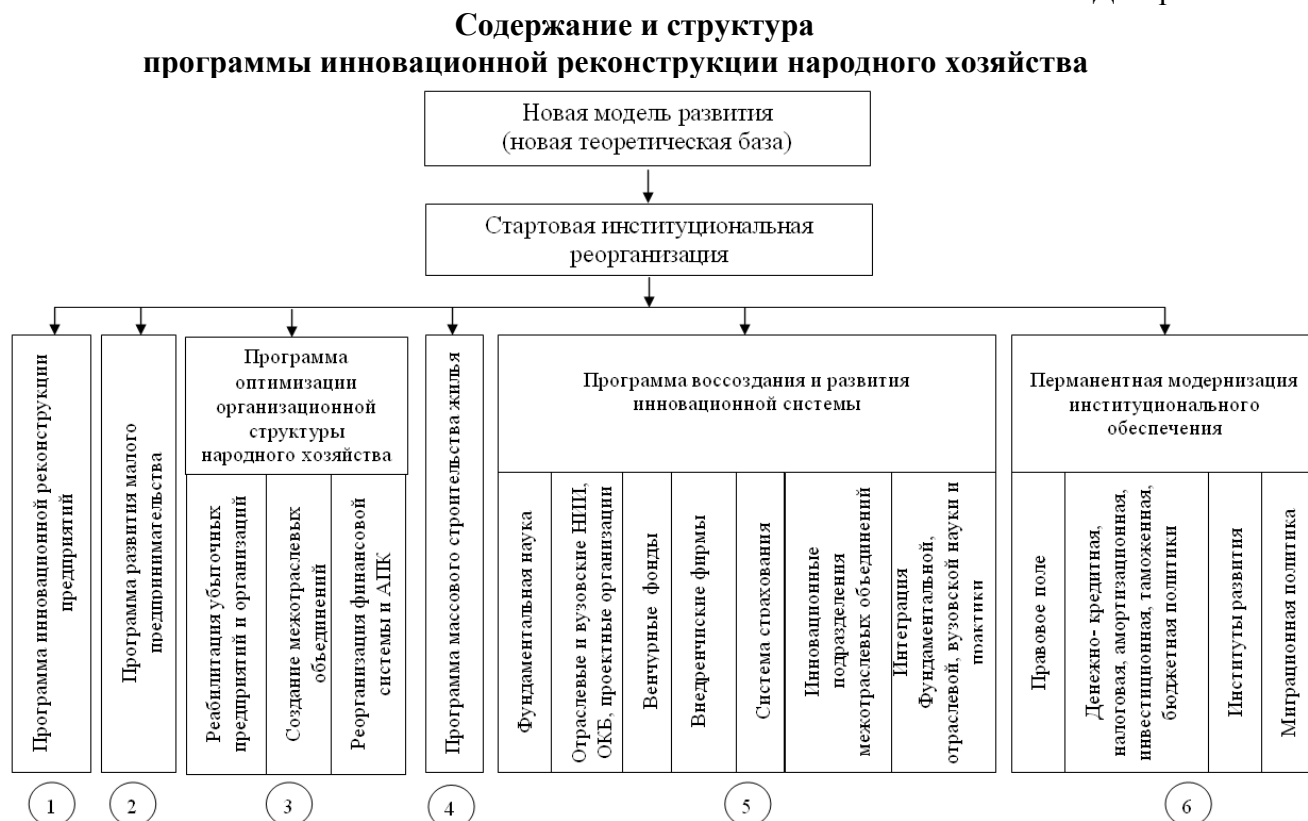 Содержание и структура
программы инновационной реконструкции народного хозяйства
Новая модель развития
(новая теоретическая база)
Стартовая институциональная
реорганизация
Программа инновационной реконструкции
предприятий
Программа развития малого
предпринимательства
Программа
оптимизации
организационной
структуры
народного хозяйства
Реабилитация убыточных
предприятий и организаций
Создание межотраслевых
объединений
Реорганизация финансовой
системы и АПК
Программа массового строительства жилья
Программа воссоздания и развития
инновационной системы
Фундаментальная наука
Отраслевые и вузовские НИИ,
ОКБ, проектные организации
Венчурные фонды
Внедренчиские фирмы
Система страхования
Инновационные
подразделения
межотраслевых объединений
Интеграция
Фундаментальной,
отраслевой, вузовской науки и
практики
Перманентная модернизация
институционального
обеспечения
Правовое поле
Денежно- кредитная,
налоговая, амортизационная,
инвестиционная, таможенная,
бюджетная политики
Институты развития
Миграционная политика
1
2
3
4
5
6